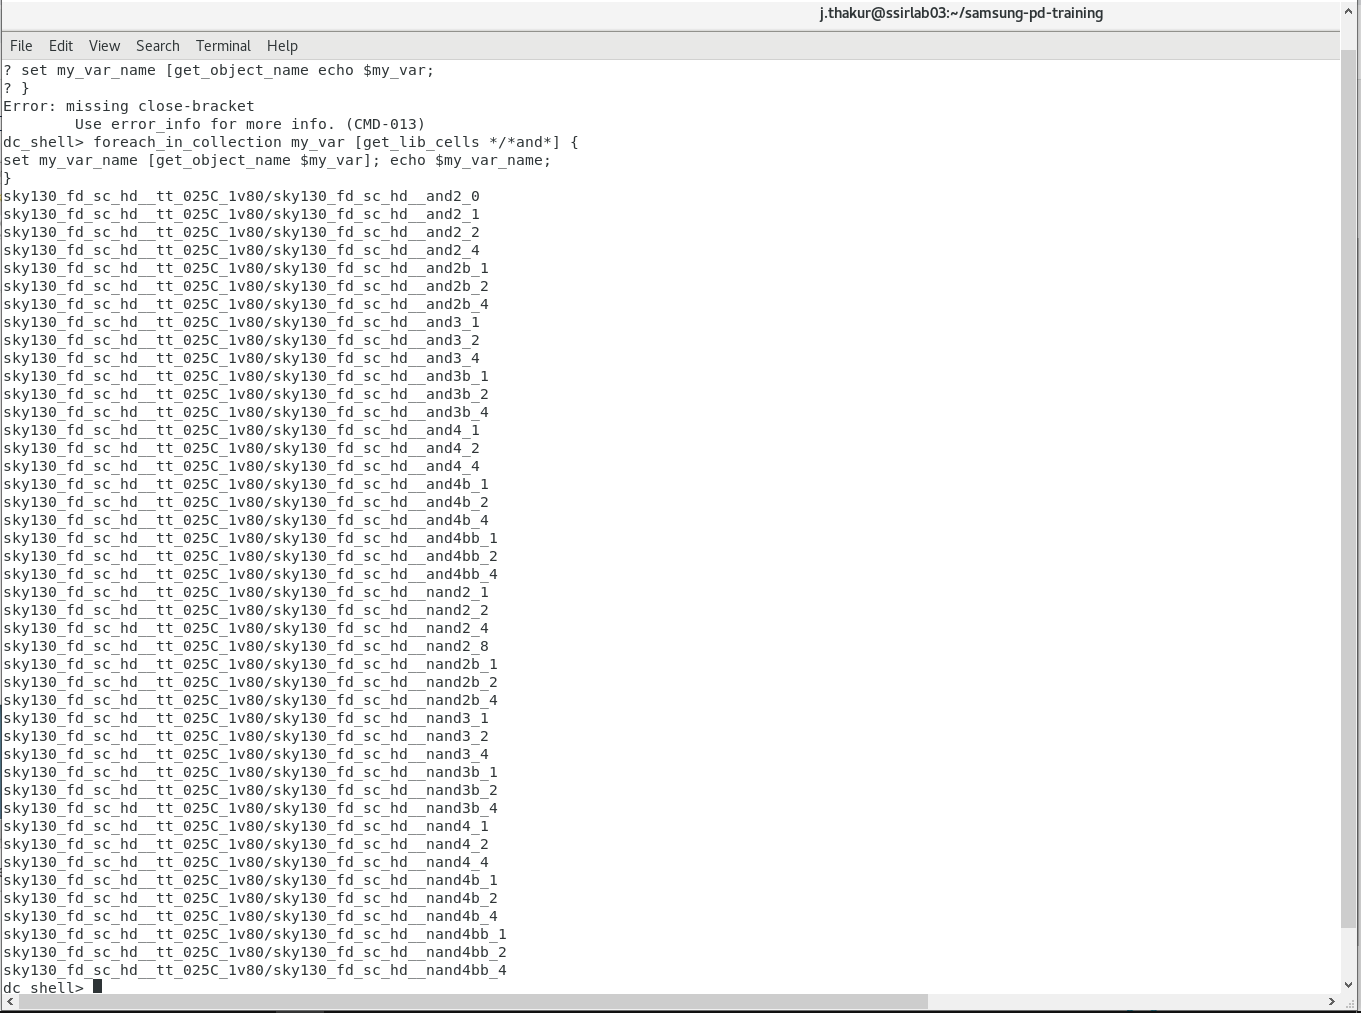 j.thakur@ssirlab03:~/samsung-pd-training
File Edit View Search Terminal Help
? set my_var_name [get_object_name echo $my_var;
? }
Error: missing close-bracket
        Use error_info for more info. (CMD-013)
dc_shell> foreach_in_collection my_var [get_lib_cells */*and*] {
set my_var_name [get_object_name $my_var]; echo $my_var_name;
}
sky130_fd_sc_hd__tt_025C_1v80/sky130_fd_sc_hd__and2_0
sky130_fd_sc_hd__tt_025C_1v80/sky130_fd_sc_hd__and2_1
sky130_fd_sc_hd__tt_025C_1v80/sky130_fd_sc_hd__and2_2
sky130_fd_sc_hd__tt_025C_1v80/sky130_fd_sc_hd__and2_4
sky130_fd_sc_hd__tt_025C_1v80/sky130_fd_sc_hd__and2b_1
sky130_fd_sc_hd__tt_025C_1v80/sky130_fd_sc_hd__and2b_2
sky130_fd_sc_hd__tt_025C_1v80/sky130_fd_sc_hd__and2b_4
sky130_fd_sc_hd__tt_025C_1v80/sky130_fd_sc_hd__and3_1
sky130_fd_sc_hd__tt_025C_1v80/sky130_fd_sc_hd__and3_2
sky130_fd_sc_hd__tt_025C_1v80/sky130_fd_sc_hd__and3_4
sky130_fd_sc_hd__tt_025C_1v80/sky130_fd_sc_hd__and3b_1
sky130_fd_sc_hd__tt_025C_1v80/sky130_fd_sc_hd__and3b_2
sky130_fd_sc_hd__tt_025C_1v80/sky130_fd_sc_hd__and3b_4
sky130_fd_sc_hd__tt_025C_1v80/sky130_fd_sc_hd__and4_1
sky130_fd_sc_hd__tt_025C_1v80/sky130_fd_sc_hd__and4_2
sky130_fd_sc_hd__tt_025C_1v80/sky130_fd_sc_hd__and4_4
sky130_fd_sc_hd__tt_025C_1v80/sky130_fd_sc_hd__and4b_1
sky130_fd_sc_hd__tt_025C_1v80/sky130_fd_sc_hd__and4b_2
sky130_fd_sc_hd__tt_025C_1v80/sky130_fd_sc_hd__and4b_4
sky130_fd_sc_hd__tt_025C_1v80/sky130_fd_sc_hd__and4bb_1
sky130_fd_sc_hd__tt_025C_1v80/sky130_fd_sc_hd__and4bb_2
sky130_fd_sc_hd__tt_025C_1v80/sky130_fd_sc_hd__and4bb_4
sky130_fd_sc_hd__tt_025C_1v80/sky130_fd_sc_hd__nand2_1
sky130_fd_sc_hd__tt_025C_1v80/sky130_fd_sc_hd__nand2_2
sky130_fd_sc_hd__tt_025C_1v80/sky130_fd_sc_hd__nand2_4
sky130_fd_sc_hd__tt_025C_1v80/sky130_fd_sc_hd__nand2_8
sky130_fd_sc_hd__tt_025C_1v80/sky130_fd_sc_hd__nand2b_1
sky130_fd_sc_hd__tt_025C_1v80/sky130_fd_sc_hd__nand2b_2
sky130_fd_sc_hd__tt_025C_1v80/sky130_fd_sc_hd__nand2b_4
sky130_fd_sc_hd__tt_025C_1v80/sky130_fd_sc_hd__nand3_1
sky130_fd_sc_hd__tt_025C_1v80/sky130_fd_sc_hd__nand3_2
sky130_fd_sc_hd__tt_025C_1v80/sky130_fd_sc_hd__nand3_4
sky130_fd_sc_hd__tt_025C_1v80/sky130_fd_sc_hd__nand3b_1
sky130_fd_sc_hd__tt_025C_1v80/sky130_fd_sc_hd__nand3b_2
sky130_fd_sc_hd__tt_025C_1v80/sky130_fd_sc_hd__nand3b_4
sky130_fd_sc_hd__tt_025C_1v80/sky130_fd_sc_hd__nand4_1
sky130_fd_sc_hd__tt_025C_1v80/sky130_fd_sc_hd__nand4_2
sky130_fd_sc_hd__tt_025C_1v80/sky130_fd_sc_hd__nand4_4
sky130_fd_sc_hd__tt_025C_1v80/sky130_fd_sc_hd__nand4b_1
sky130_fd_sc_hd__tt_025C_1v80/sky130_fd_sc_hd__nand4b_2
sky130_fd_sc_hd__tt_025C_1v80/sky130_fd_sc_hd__nand4b_4
sky130_fd_sc_hd__tt_025C_1v80/sky130_fd_sc_hd__nand4bb_1
sky130_fd_sc_hd__tt_025C_1v80/sky130_fd_sc_hd__nand4bb_2
sky130_fd_sc_hd__tt_025C_1v80/sky130_fd_sc_hd__nand4bb_4
dc_shell>